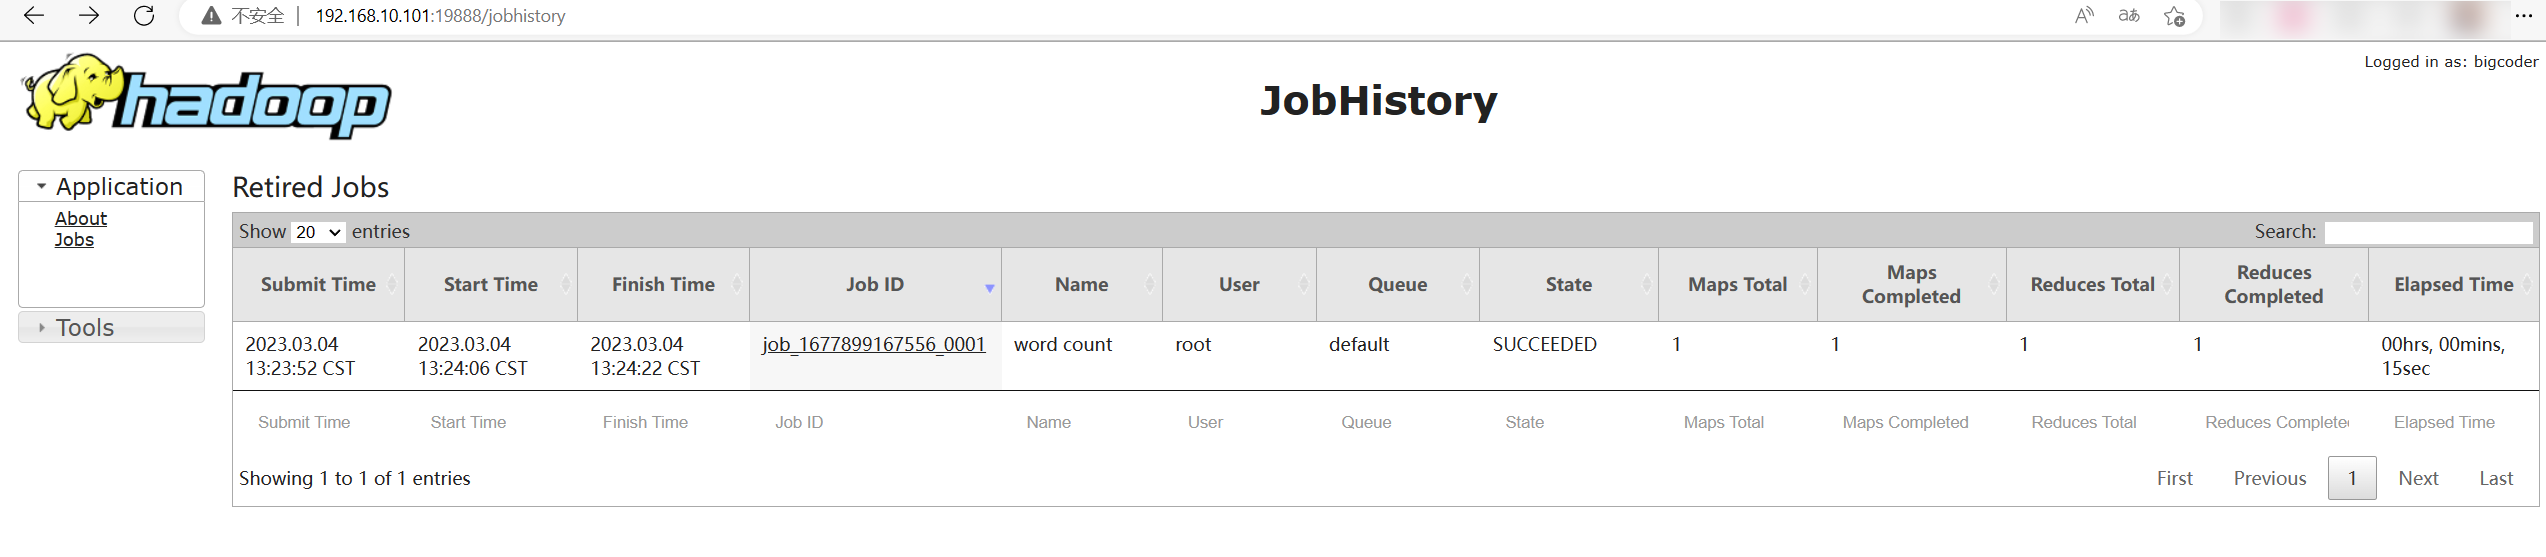 不安全 | 192.168.10.101:19888/jobhistory
Logged in as: bigcoder
hadoop
JobHistory
Application
About
Jobs
Tools
Retired Jobs
Show 20 entries
Search:
Submit Time Start Time Finish Time Job ID Name User Queue State Maps Total Maps Completed Reduces Total Reduces Completed Elapsed Time
2023.03.04 2023.03.04 2023.03.04 job_1677899167556_0001 word count root default SUCCEEDED 1 1 1 1 00hrs, 00mins,
13:23:52 CST 13:24:06 CST 13:24:22 CST 15sec
Submit Time Start Time Finish Time Job ID Name User Queue State Maps Total Maps Completed Reduces Total Reduces Complete Elapsed Time
Showing 1 to 1 of 1 entries
First Previous 1 Next Last